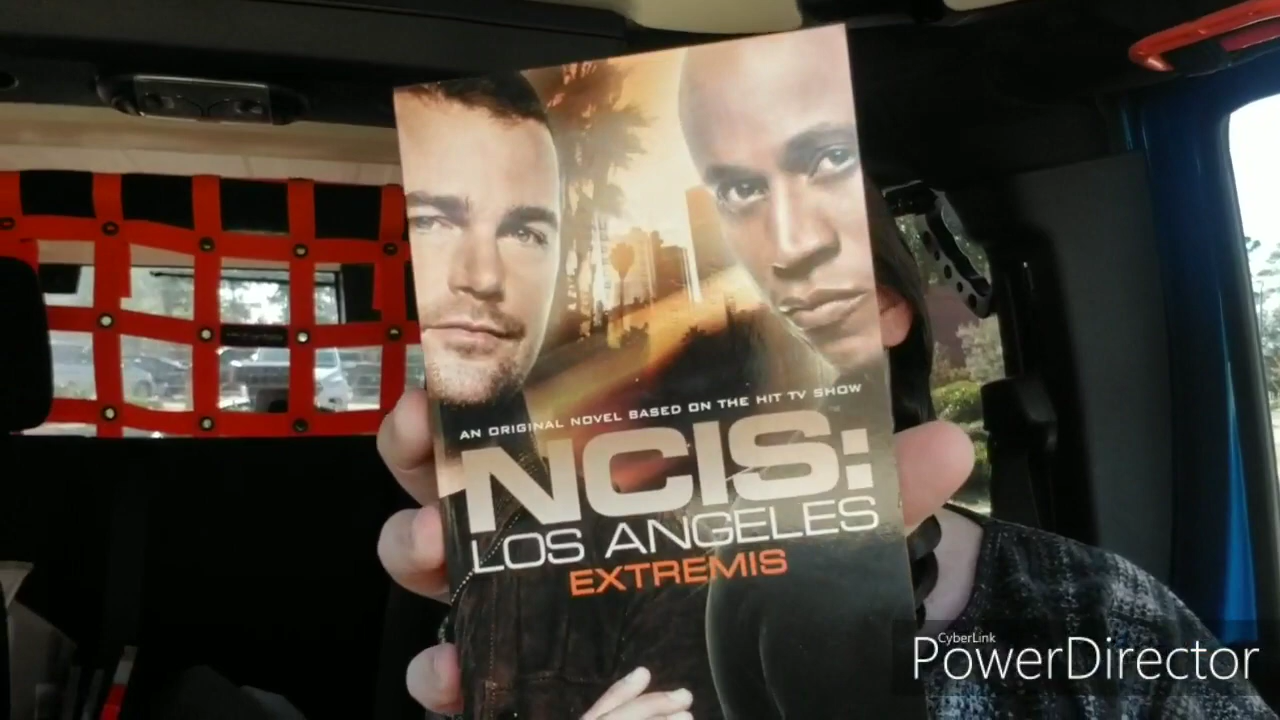 AN ORIGINAL NOVEL BASED ON THE HIT TV SHOW
NCIS:
LOS ANGELES
EXTREMIS
CyberLink
PowerDirector